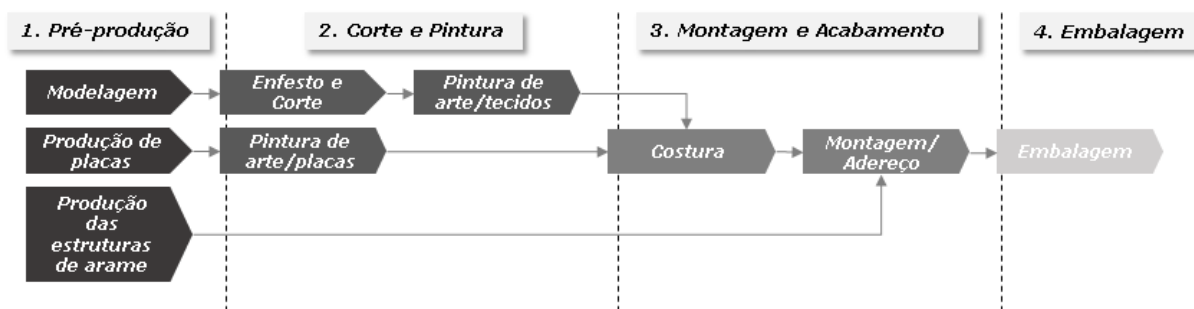 1. Pré-produção
2. Corte e Pintura
3. Montagem e Acabamento
4. Embalagem
Modelagem
Enfesto e
Corte
Pintura de
arte/tecidos
Produção de
placas
Pintura de
arte/placas
Costura
Montagem/
Adereço
Embalagem
Produção
das
estruturas
de arame